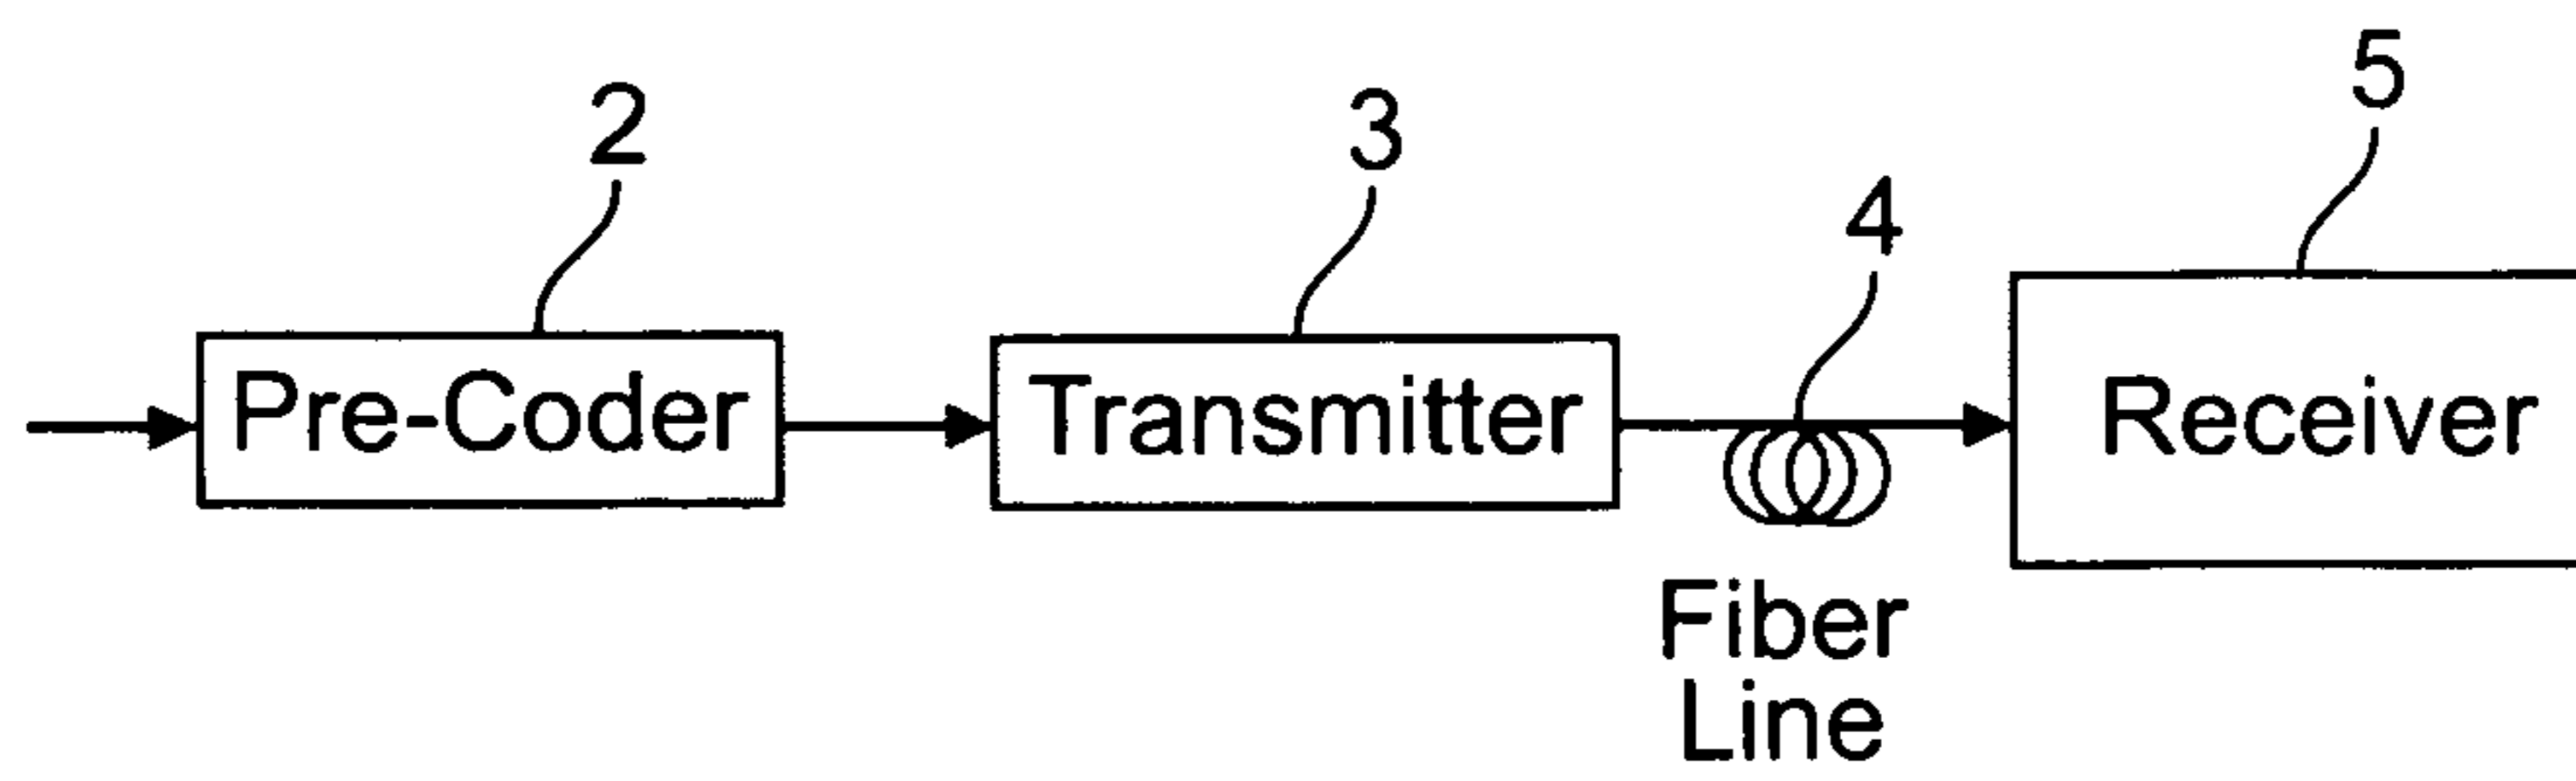 2
3
4
5
Pre-Coder
Transmitter
Receiver
Fiber
Line